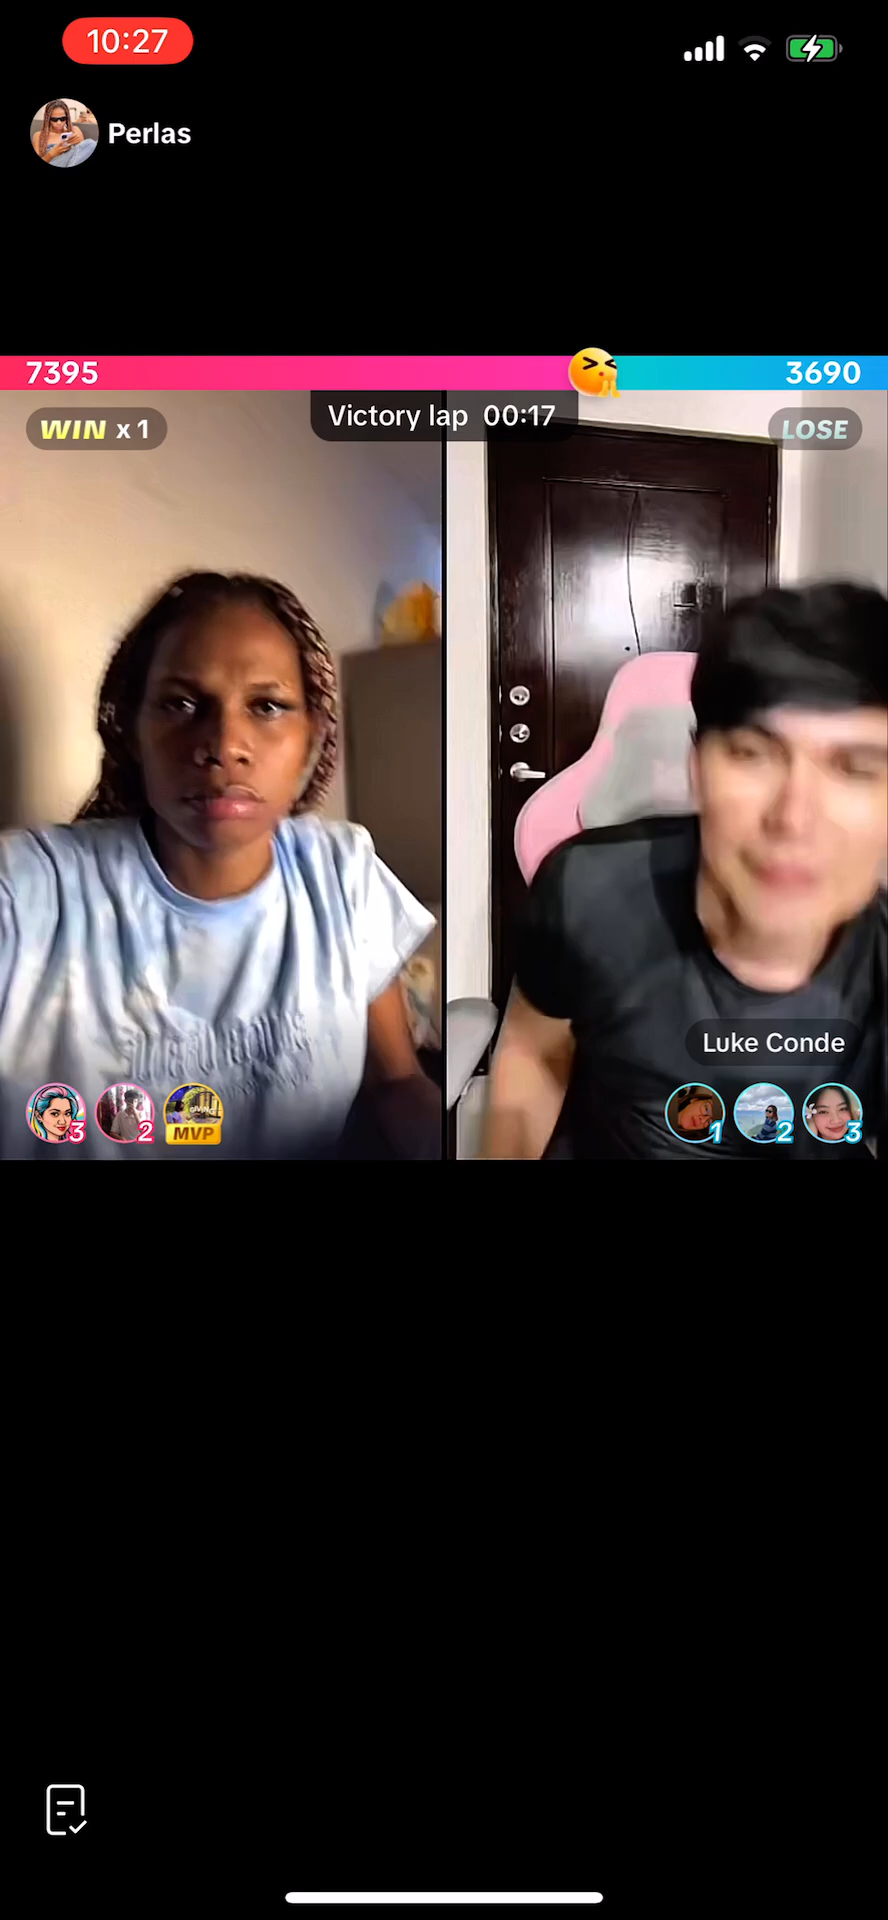 10:27
Perlas
7395
3690
Victory lap 00:17
WIN x 1
LOSE
Luke Conde
3
2
MVP
1
2
3